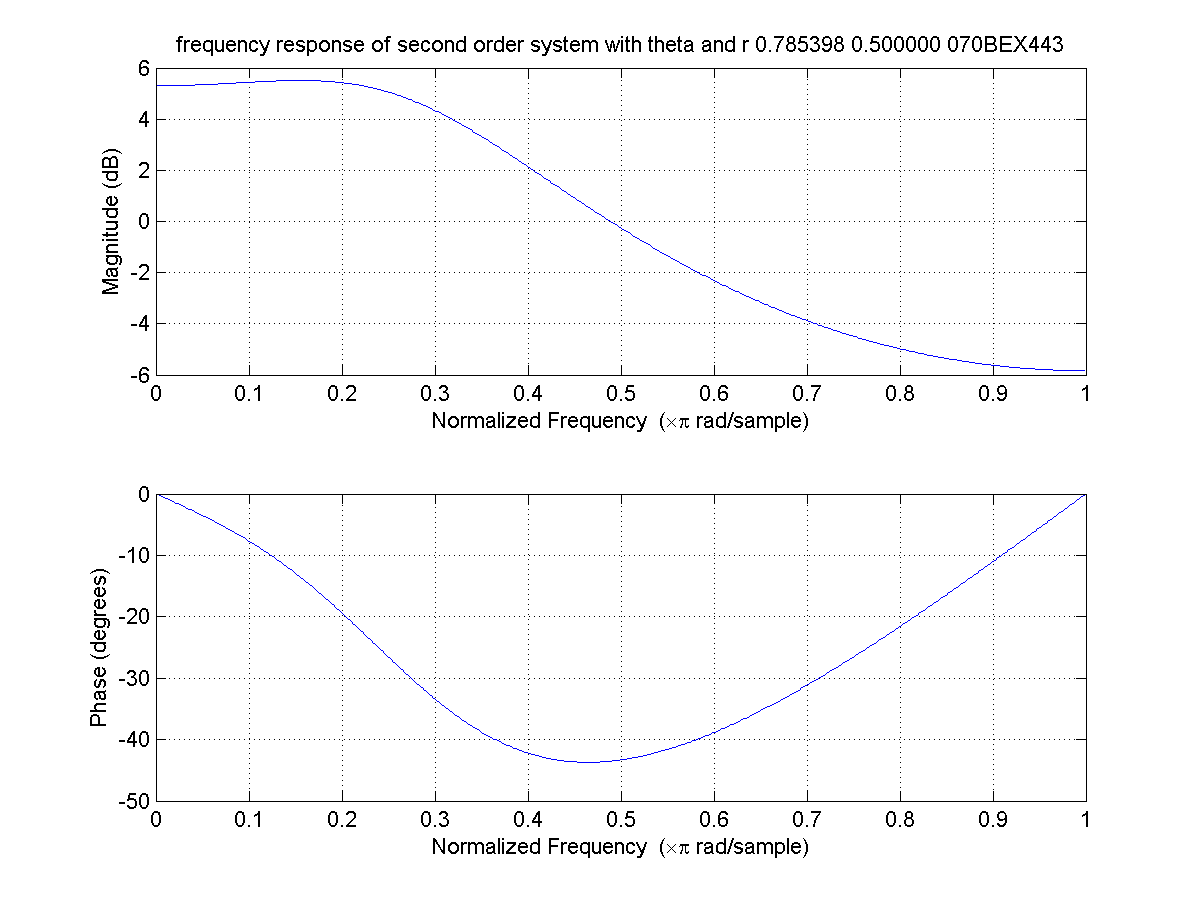 frequency response of second order system with theta and r 0.785398 0.500000 070BEX443
6
4
2
0
-2
-4
-6
Magnitude (dB)
0 0.1 0.2 0.3 0.4 0.5 0.6 0.7 0.8 0.9 1
Normalized Frequency (×π rad/sample)
0
-10
-20
-30
-40
-50
Phase (degrees)
0 0.1 0.2 0.3 0.4 0.5 0.6 0.7 0.8 0.9 1
Normalized Frequency (×π rad/sample)